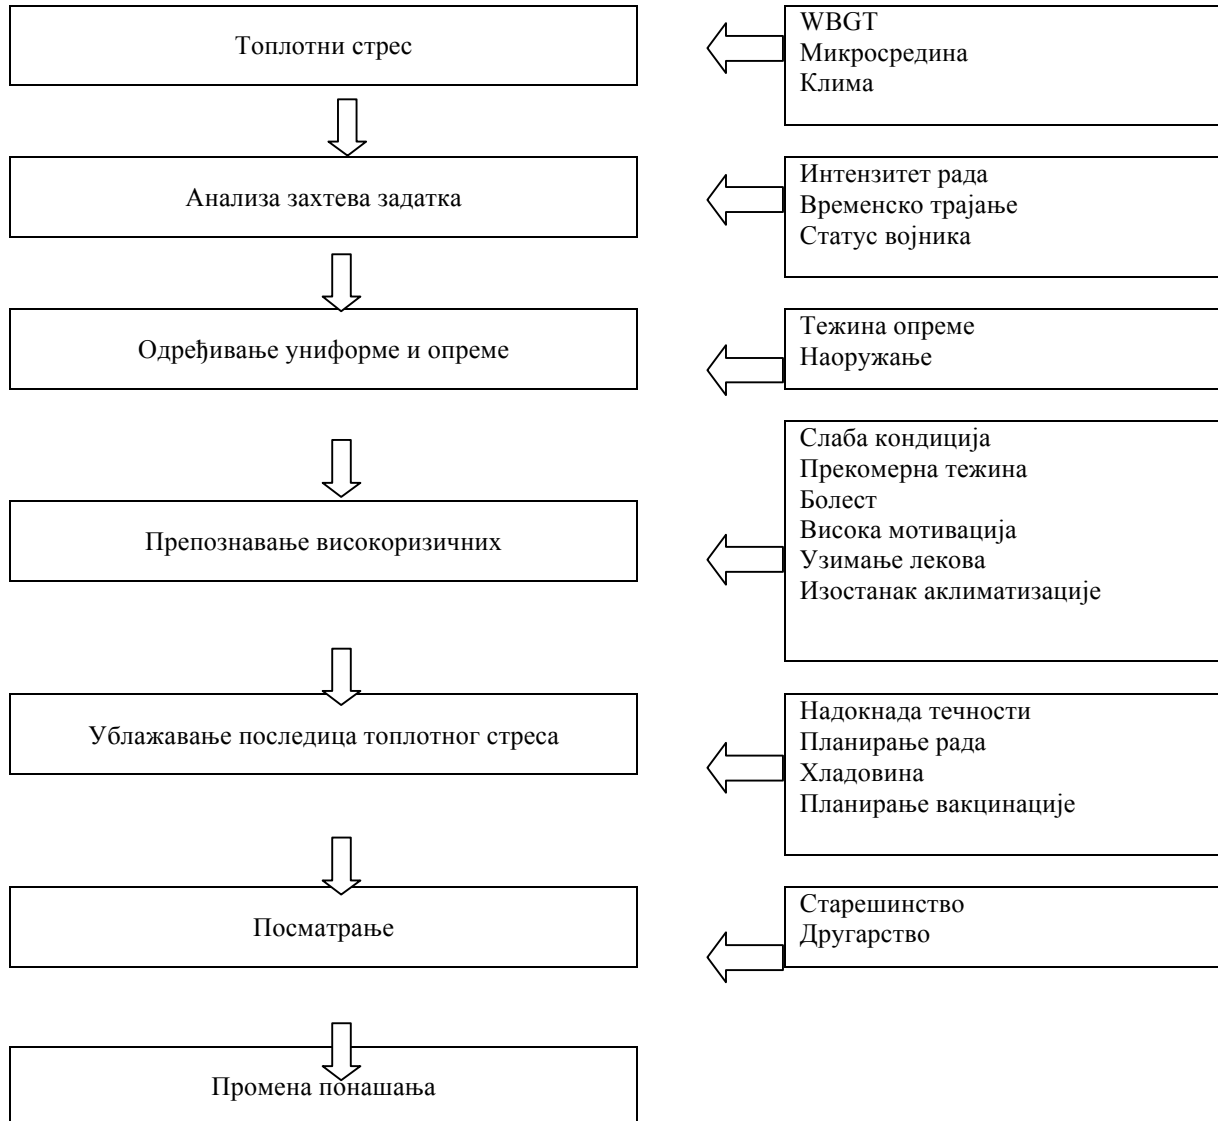 Топлотни стрес
WBGT
Микросредина
Клима
Анализа захтева задатка
Интензитет рада
Временско трајање
Статус војника
Одређивање униформе и опреме
Тежина опреме
Наоружање
Препознавање високоризичних
Слаба кондиција
Прекомерна тежина
Болест
Висока мотивација
Узимање лекова
Изостанак аклиматизације
Ублажавање последица топлотног стреса
Надокнада течности
Планирање рада
Хладовина
Планирање вакцинације
Посматрање
Старешинство
Другарство
Промена понашања